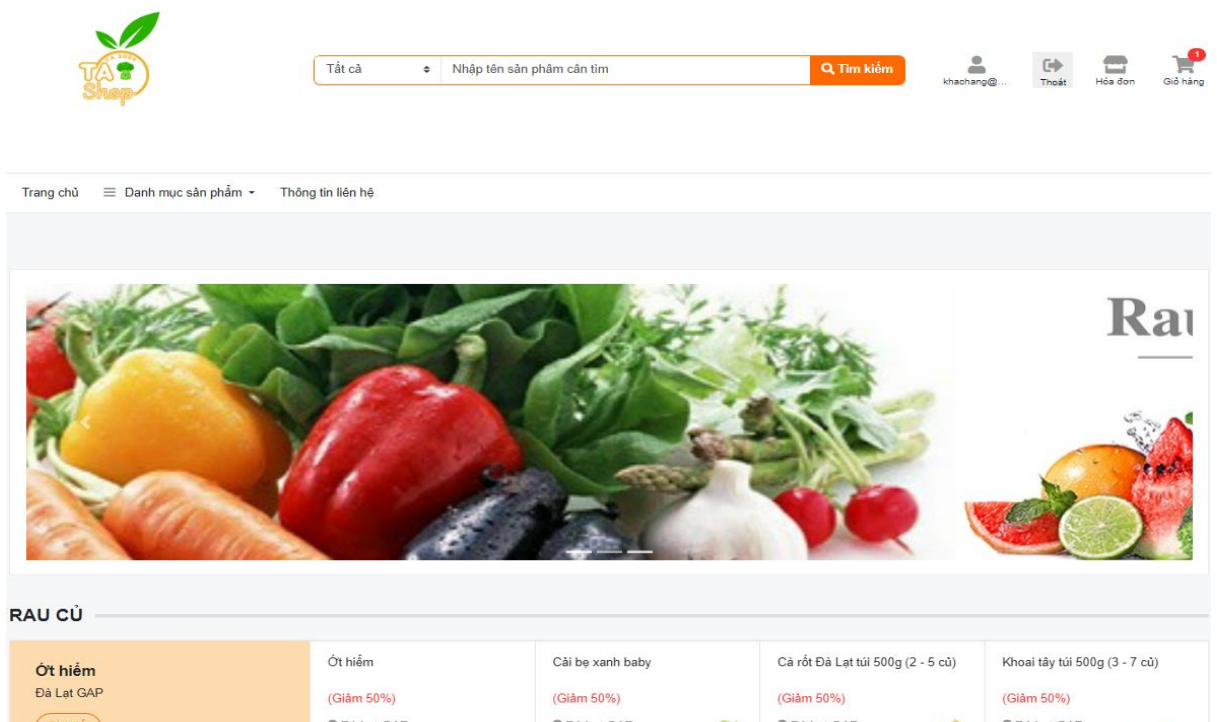 TA
Shop
Tất cả
Nhập tên sản phẩm cần tìm
Tìm kiếm
khachang@...
Thoát
Hóa đơn
1
Giỏ hàng
Trang chủ
Danh mục sản phẩm
Thông tin liên hệ
Rau
RAU CỦ
Ớt hiểm
Đà Lạt GAP
Ớt hiểm
(Giảm 50%)
Cải bẹ xanh baby
(Giảm 50%)
Cà rốt Đà Lạt túi 500g (2 - 5 củ)
(Giảm 50%)
Khoai tây túi 500g (3 - 7 củ)
(Giảm 50%)